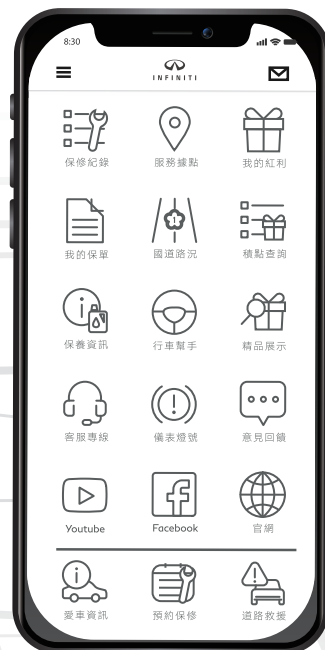 8:30
INFINITI
保修紀錄 服務據點 我的紅利
我的保單 國道路況 積點查詢
保養資訊 行車幫手 精品展示
客服專線 儀表燈號 意見回饋
Youtube Facebook 官網
愛車資訊 預約保修 道路救援